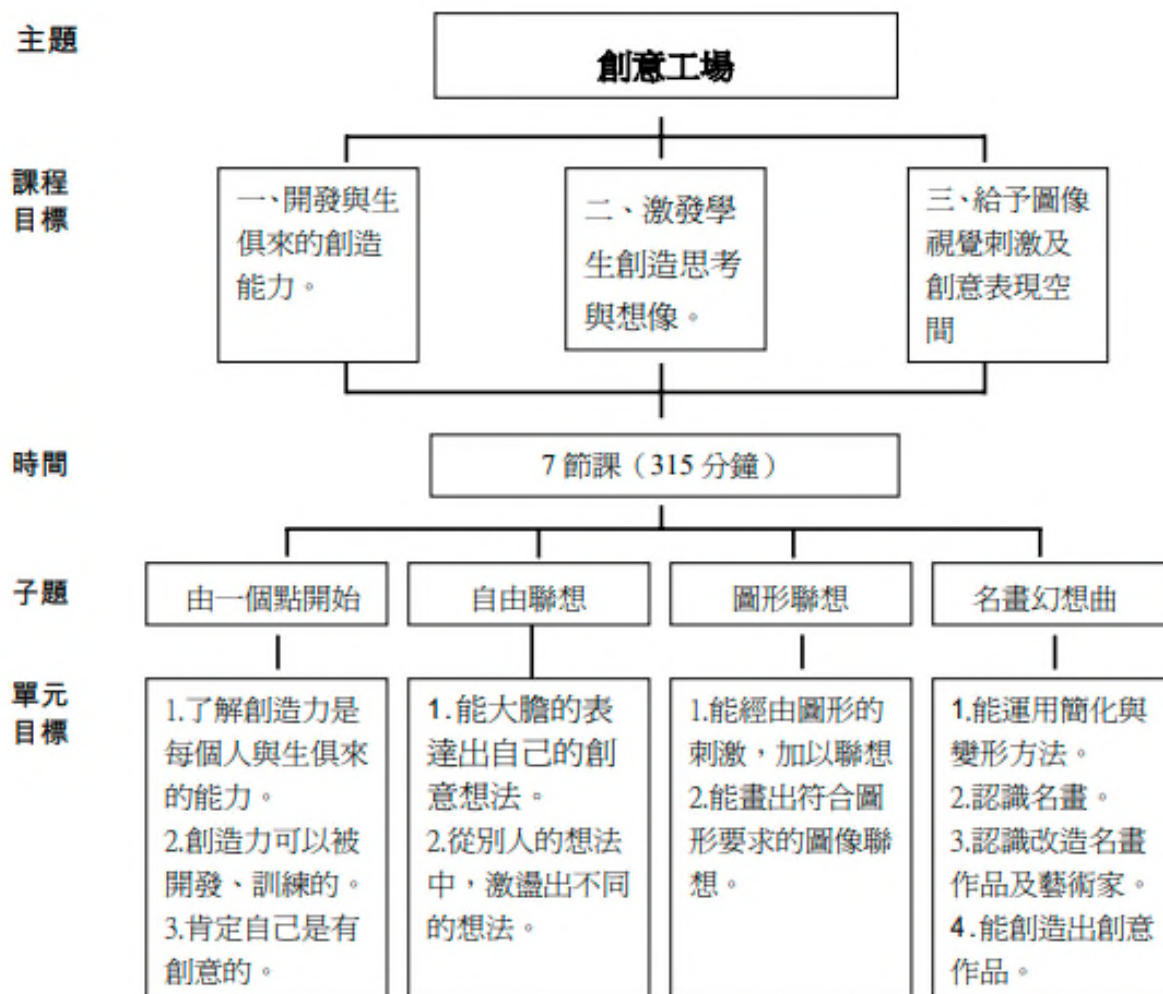 主題
創意工場
課程
目標
一、開發與生
俱來的創造
能力。
二、激發學
生創造思考
與想像。
三、給予圖像
視覺刺激及
創意表現空
間
時間
7 節課（315 分鐘）
子題
由一個點開始
自由聯想
圖形聯想
名畫幻想曲
單元
目標
1.了解創造力是
每個人與生俱來
的能力。
2.創造力可以被
開發、訓練的。
3.肯定自己是有
創意的。
1.能大膽的表
達出自己的創
意想法。
2.從別人的想法
中，激盪出不同
的想法。
1.能經由圖形的
刺激，加以聯想
2.能畫出符合圖
形要求的圖像聯
想。
1.能運用簡化與
變形方法。
2.認識名畫。
3.認識改造名畫
作品及藝術家。
4.能創造出創意
作品。